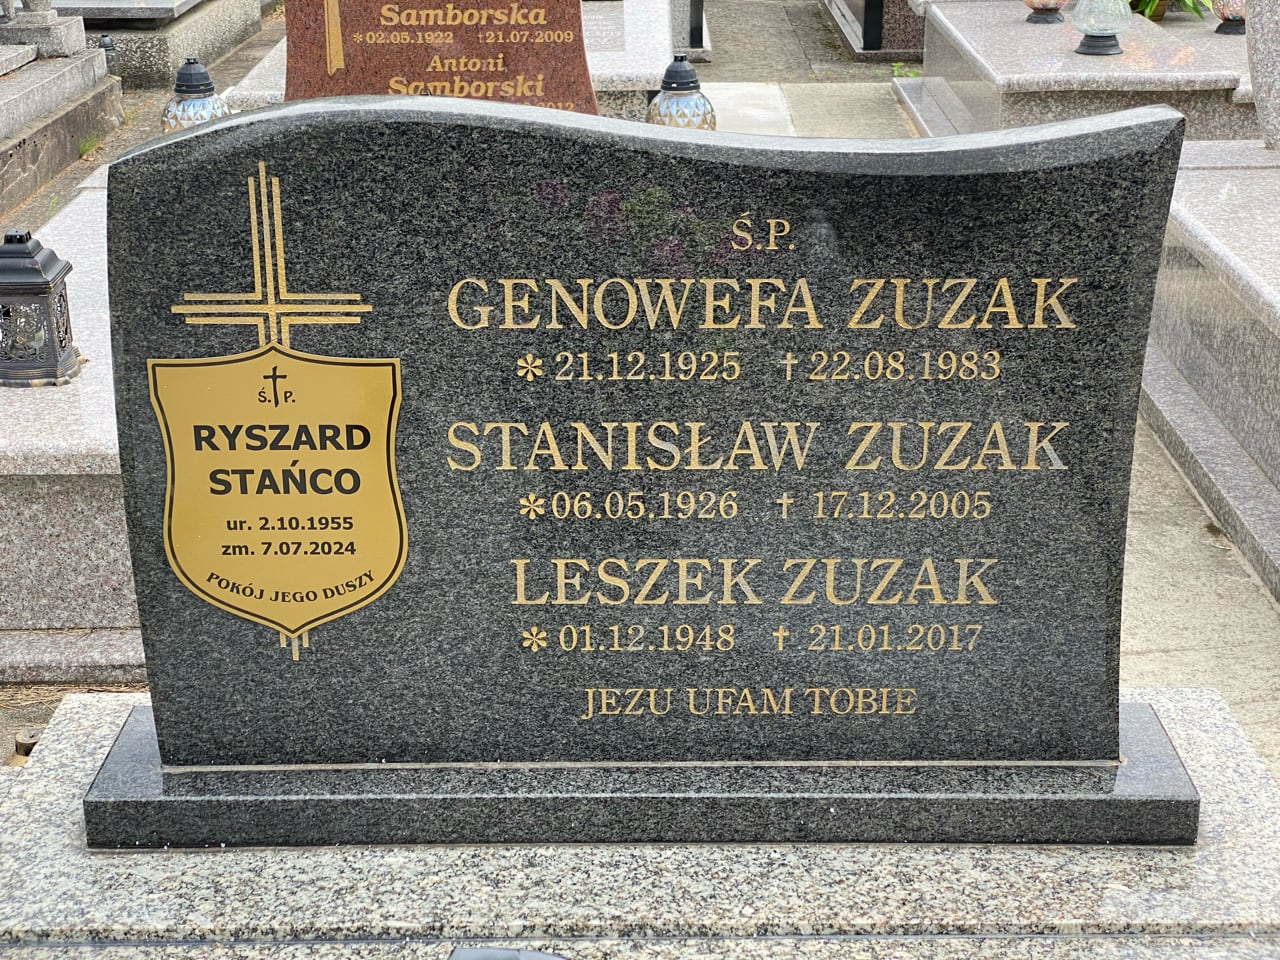 Samborska
*02.05.1922 †21.07.2009
Antoni
Samborski
Ś.P.
GENOWEFA ZUZAK
* 21.12.1925 † 22.08.1983
STANISŁAW ZUZAK
* 06.05.1926 † 17.12.2005
LESZEK ZUZAK
* 01.12.1948 † 21.01.2017
JEZU UFAM TOBIE
Ś.†P.
RYSZARD
STAŃCO
ur. 2.10.1955
zm. 7.07.2024
POKÓJ JEGO DUSZY